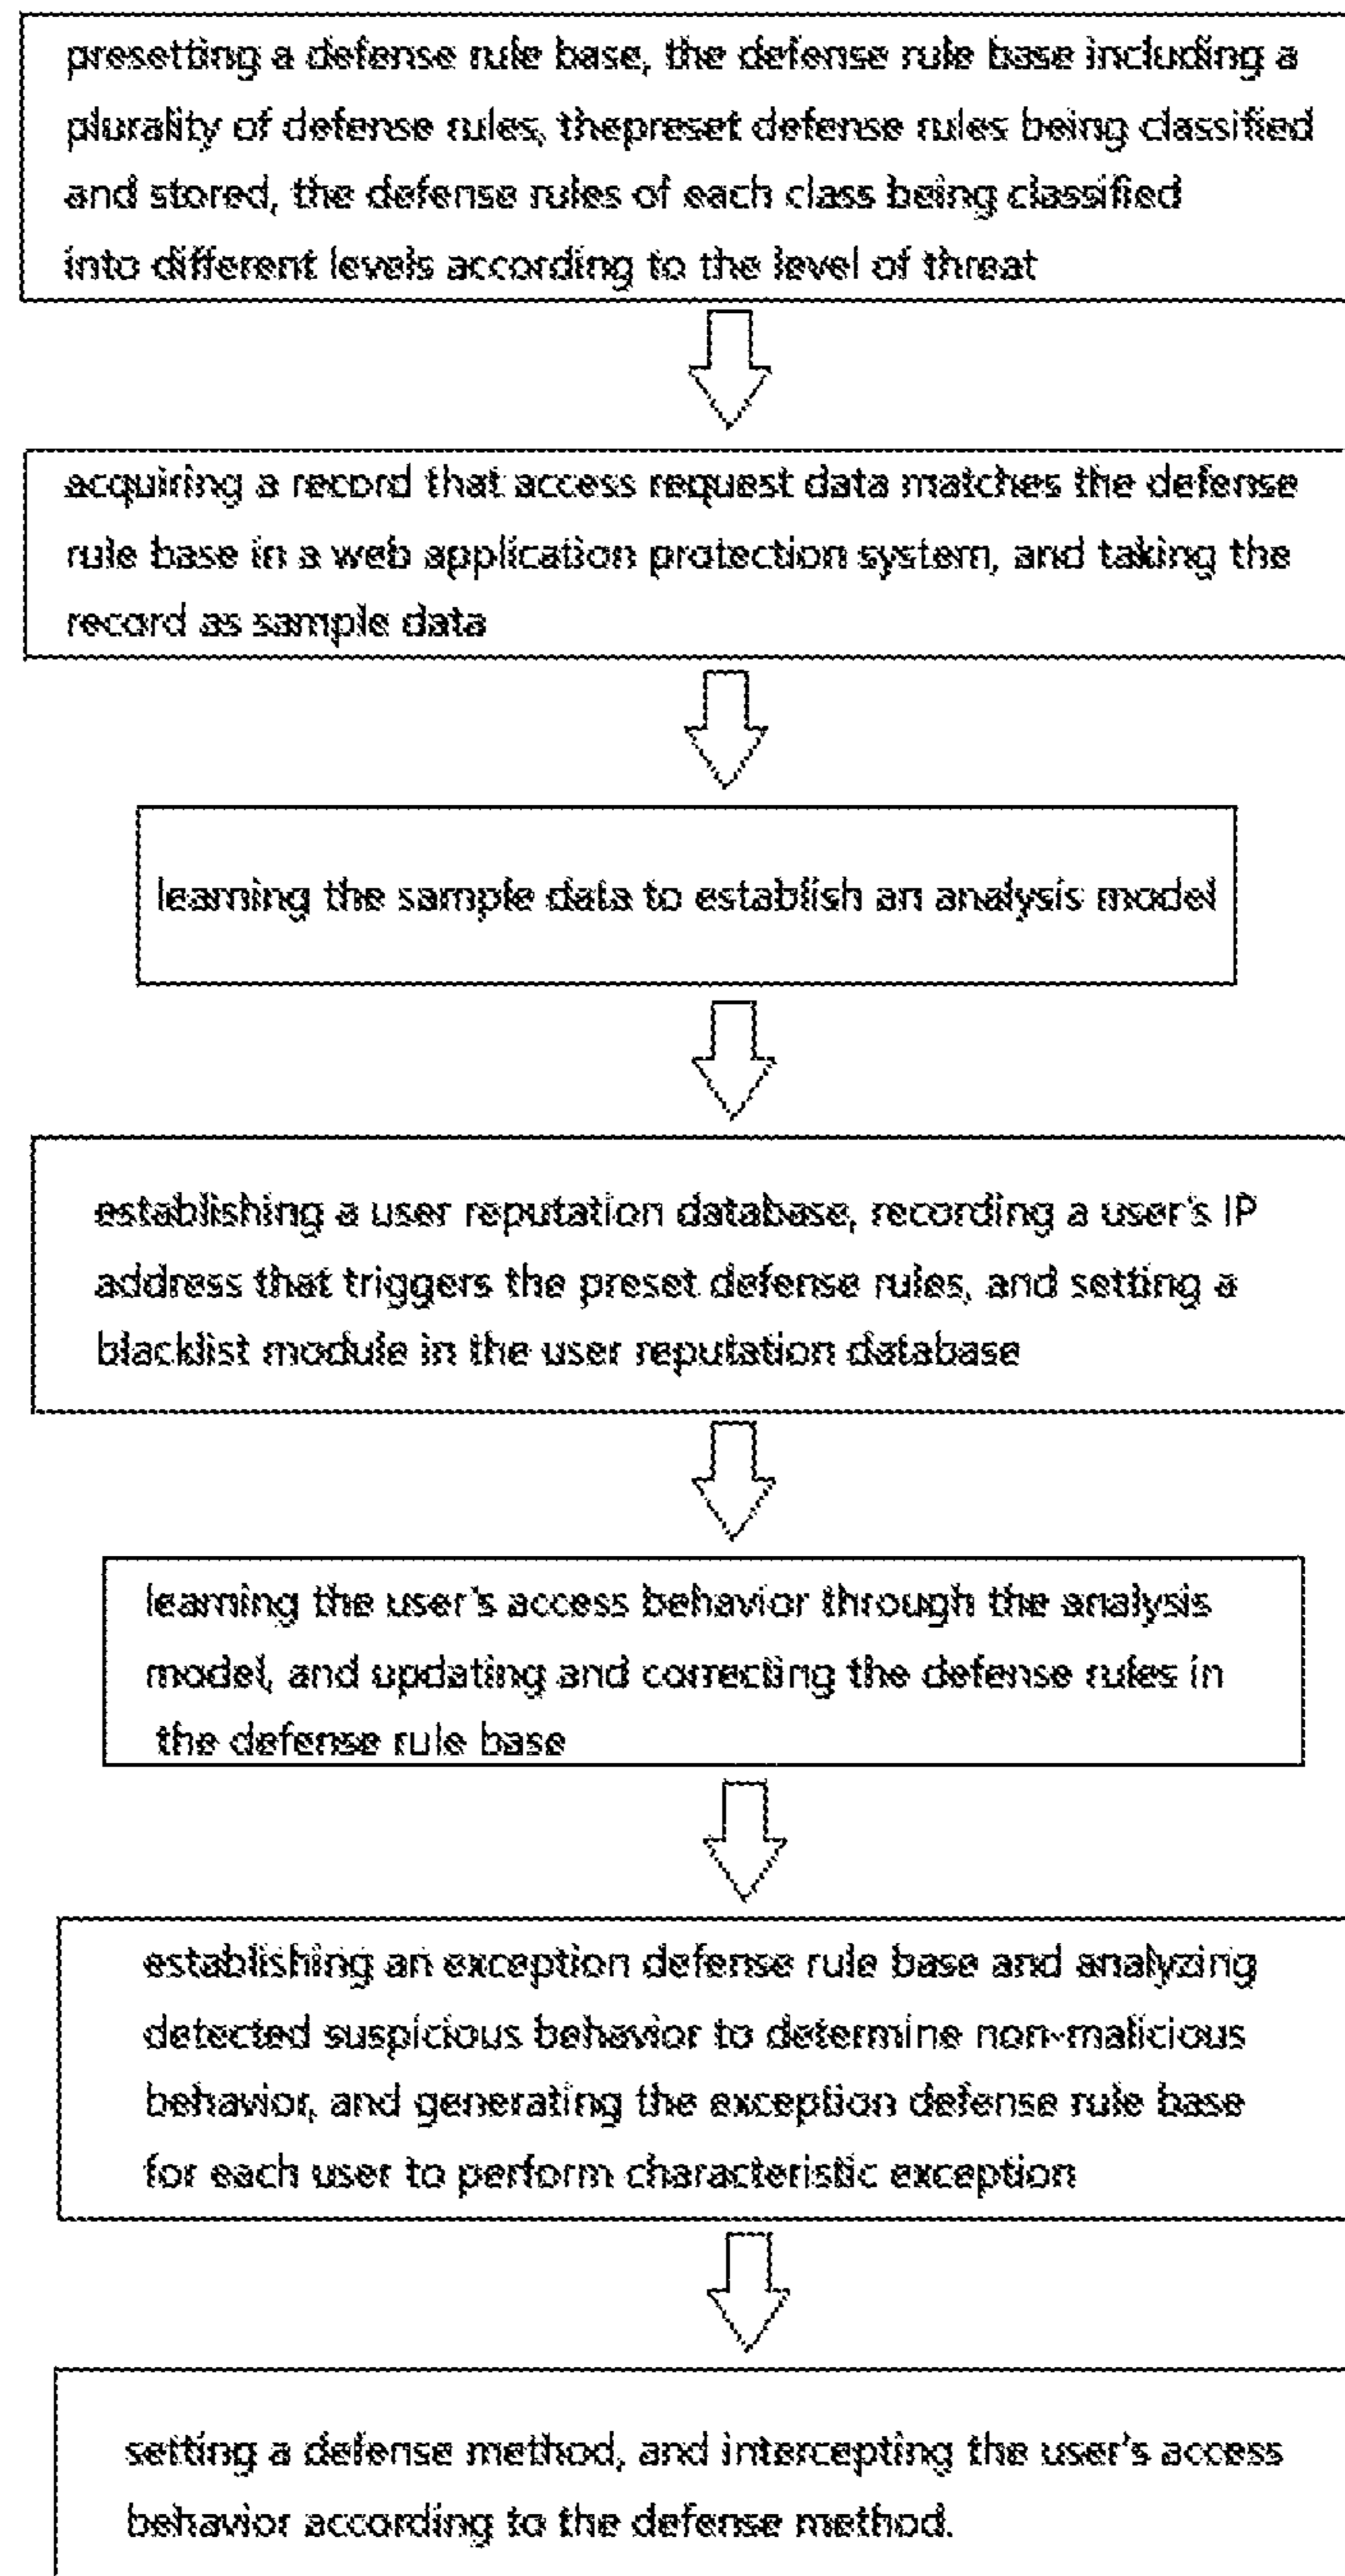 presetting a defense rule base, the defense rule base including a
plurality of defense rules, thepreset defense rules being classified
and stored, the defense rules of each class being classified
into different levels according to the level of threat
acquiring a record that access request data matches the defense
rule base in a web application protection system, and taking the
record as sample data
learning the sample data to establish an analysis model
establishing a user reputation database, recording a user's IP
address that triggers the preset defense rules, and setting a
blacklist module in the user reputation database
learning the user's access behavior through the analysis
model, and updating and correcting the defense rules in
the defense rule base
establishing an exception defense rule base and analyzing
detected suspicious behavior to determine non-malicious
behavior, and generating the exception defense rule base
for each user to perform characteristic exception
setting a defense method, and intercepting the user's access
behavior according to the defense method.